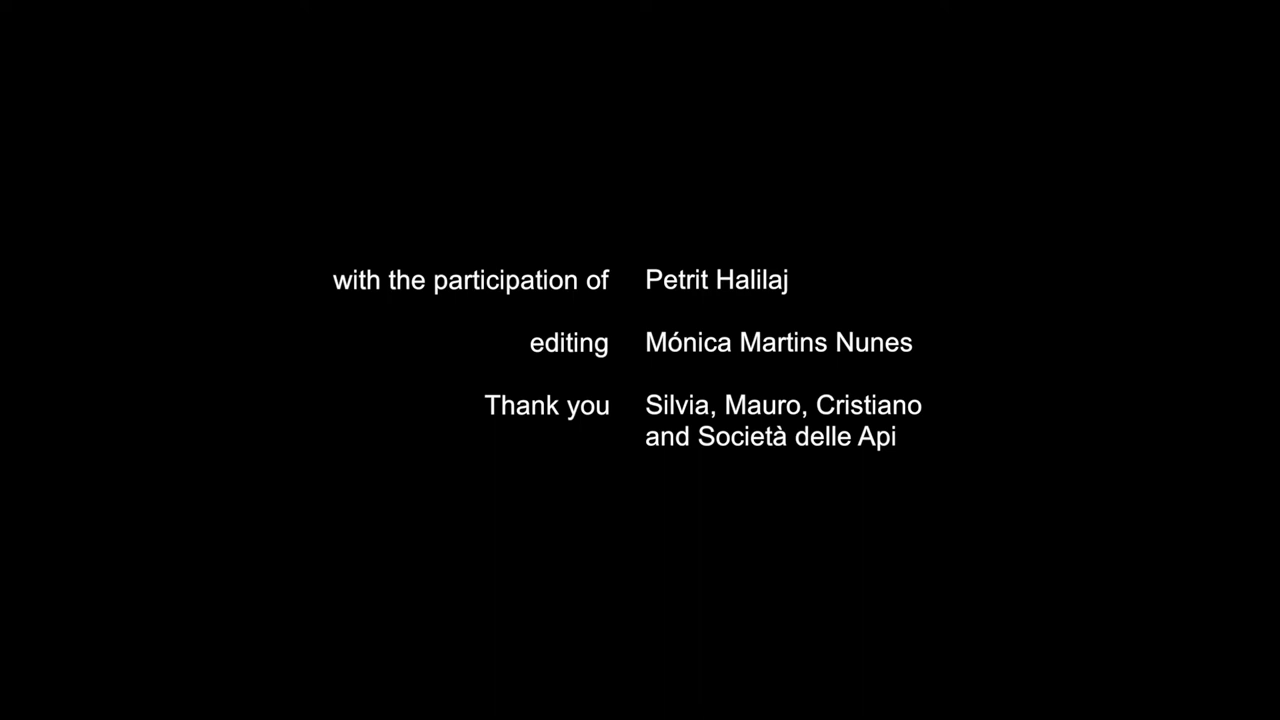 with the participation of Petrit Halilaj
editing Mónica Martins Nunes
Thank you Silvia, Mauro, Cristiano
and Società delle Api